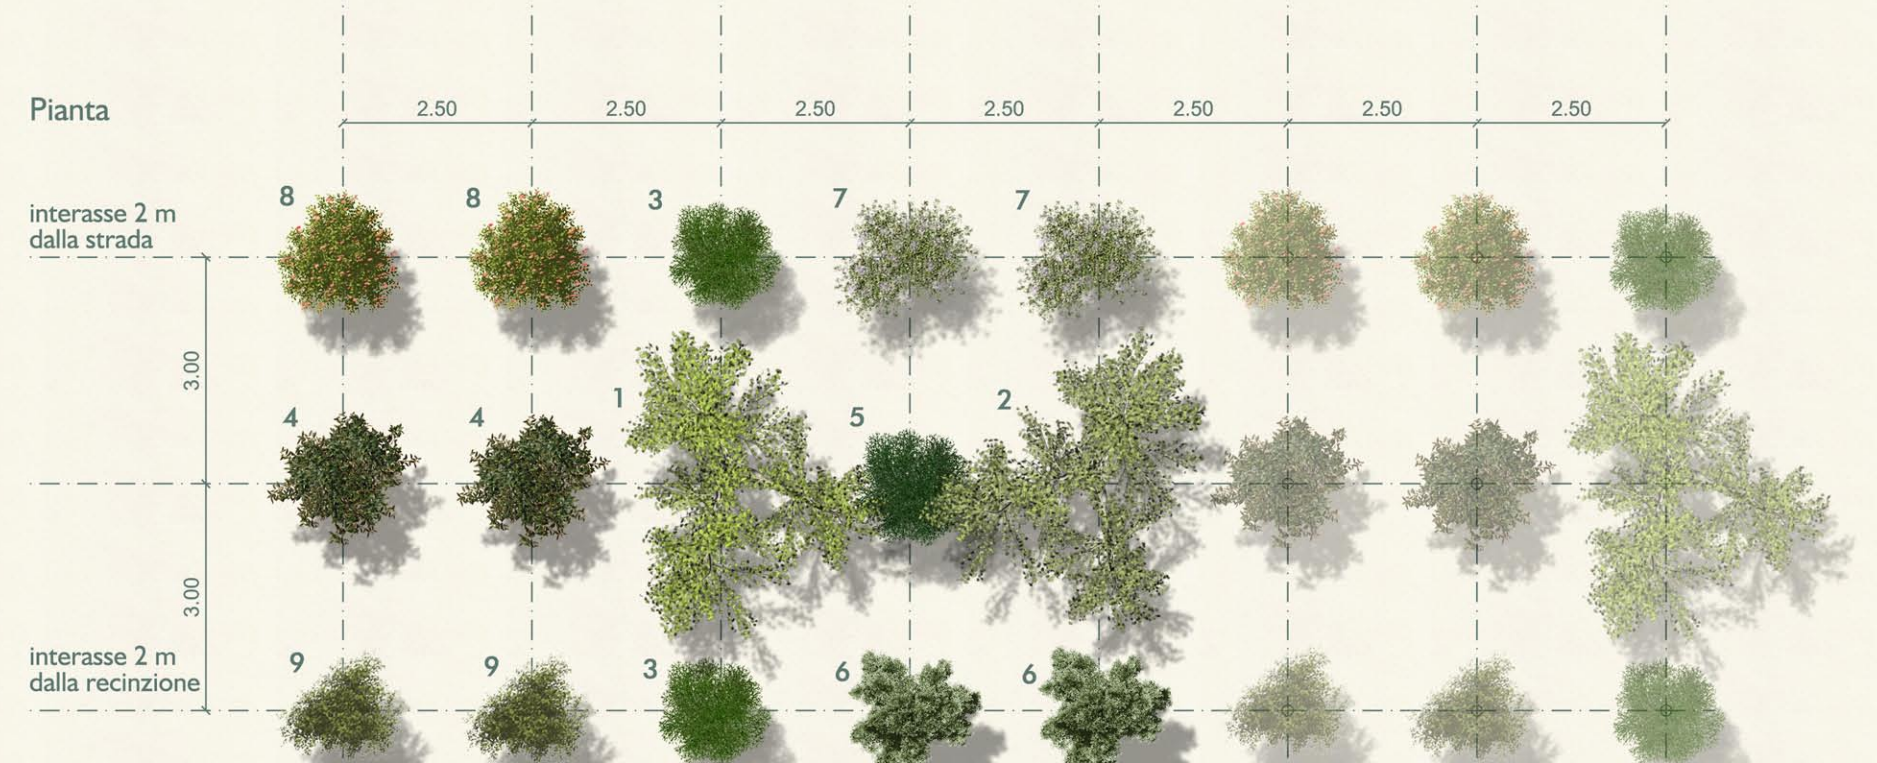 Pianta
2.50 2.50 2.50 2.50 2.50 2.50 2.50
interasse 2 m
dalla strada
8 8 3 7 7
3.00
4 4 1 5 2
3.00
interasse 2 m
dalla recinzione
9 9 3 6 6